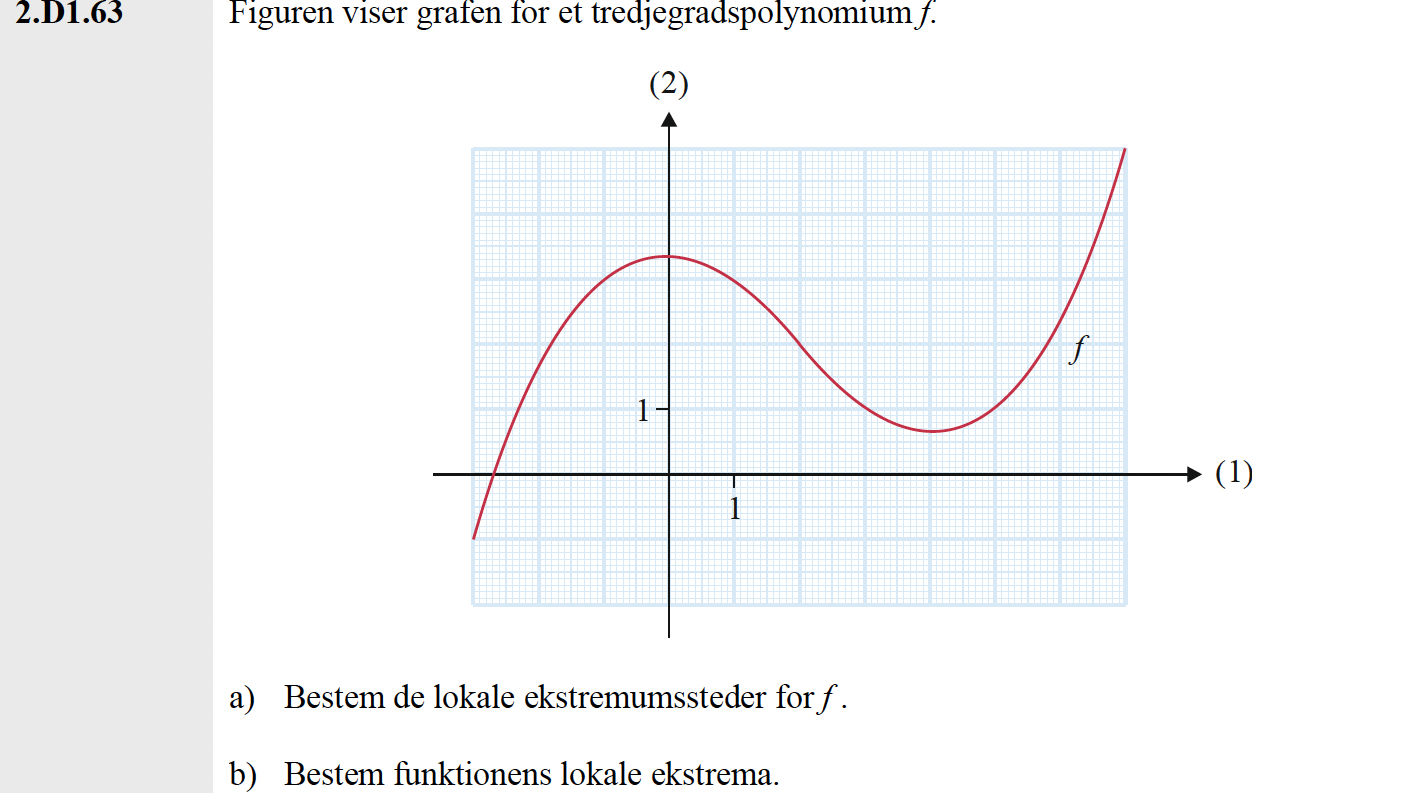 2.D1.63 Figuren viser grafen for et tredjegradspolynomium f.
(2)
f
1
(1)
1
a) Bestem de lokale ekstremumssteder for f.
b) Bestem funktionens lokale ekstrema.